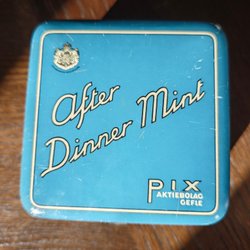 After
Dinner Mint
PIX
AKTIEBOLAG
GEFLE